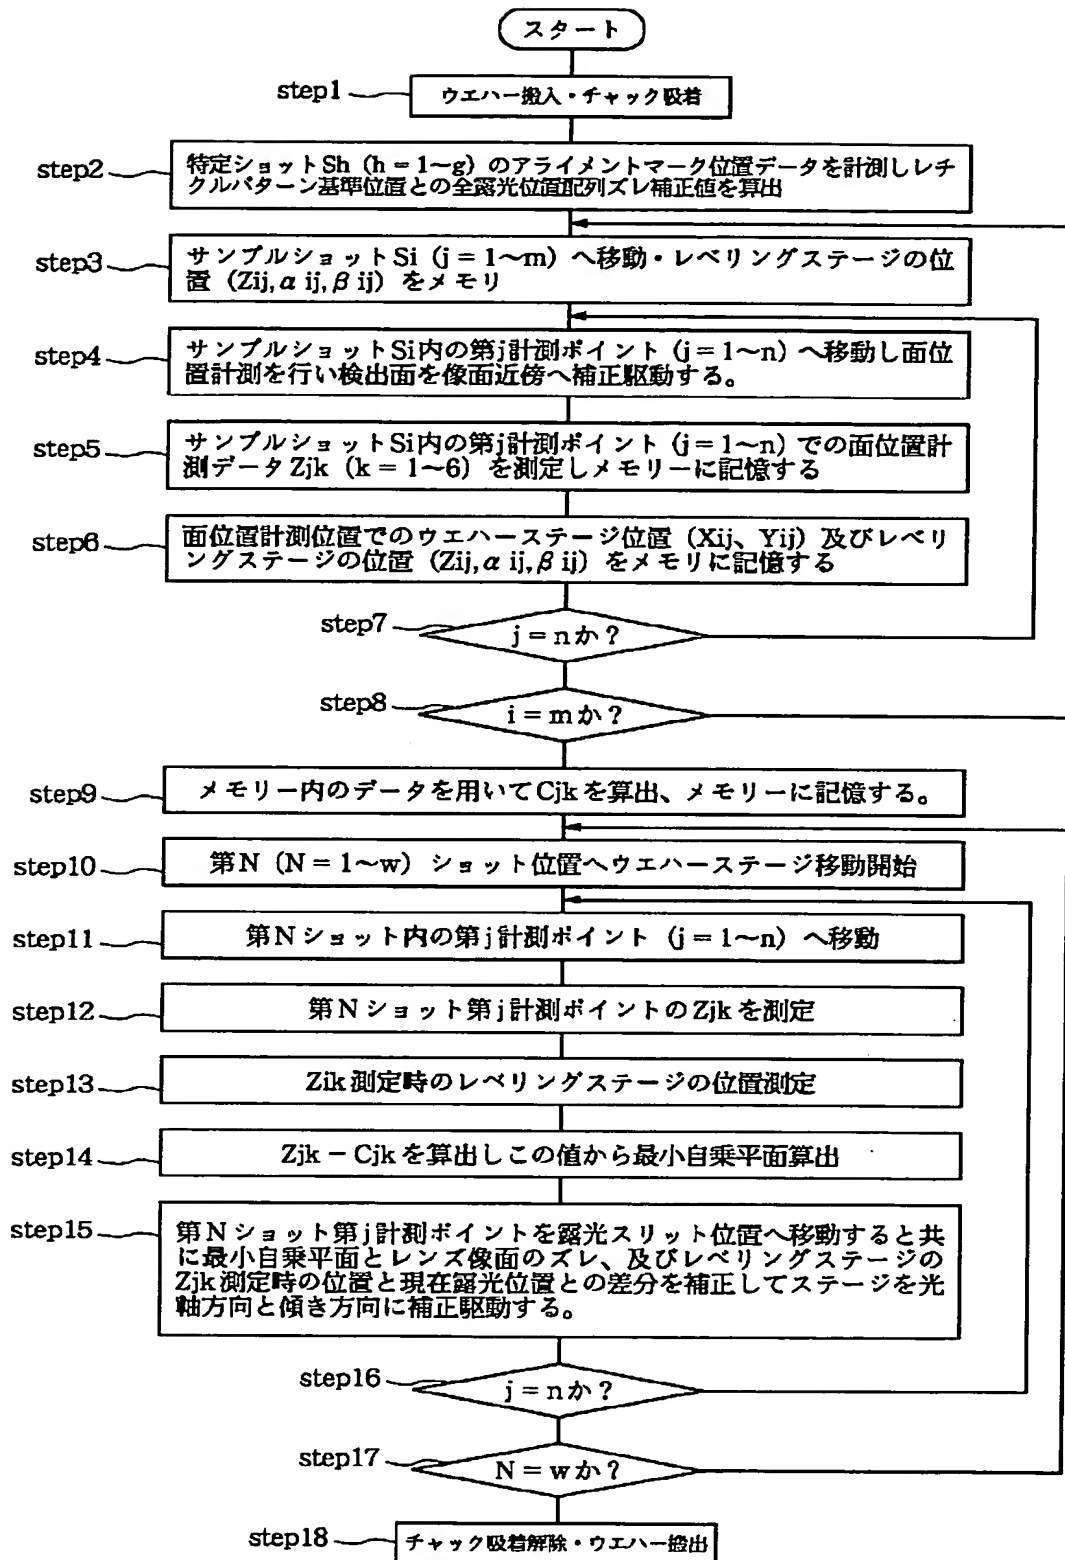 スタート
step1
ウエハー搬入・チャック吸着
step2
特定ショットSh（h＝1~g）のアライメントマーク位置データを計測しレチ
クルパターン基準位置との全露光位置配列ズレ補正値を算出
step3
サンプルショットSi（j＝1~m）へ移動・レベリングステージの位
置（Zij,α ij,β ij）をメモリ
step4
サンプルショットSi内の第j計測ポイント（j＝1~n）へ移動し面位
置計測を行い検出面を像面近傍へ補正駆動する。
step5
サンプルショットSi内の第j計測ポイント（j＝1~n）での面位置計
測データZjk（k＝1~6）を測定しメモリーに記憶する
step6
面位置計測位置でのウエハーステージ位置（Xij、Yij）及びレベリ
ングステージの位置（Zij,α ij,β ij）をメモリに記憶する
step7
j＝nか？
step8
i＝mか？
step9
メモリー内のデータを用いてCjkを算出、メモリーに記憶する。
step10
第N（N＝1~w）ショット位置へウエハーステージ移動開始
step11
第Nショット内の第j計測ポイント（j＝1~n）へ移動
step12
第Nショット第j計測ポイントのZjkを測定
step13
Zik測定時のレベリングステージの位置測定
step14
Zjk－Cjkを算出しこの値から最小自乗平面算出
step15
第Nショット第j計測ポイントを露光スリット位置へ移動すると共
に最小自乗平面とレンズ像面のズレ、及びレベリングステージの
Zjk測定時の位置と現在露光位置との差分を補正してステージを光
軸方向と傾き方向に補正駆動する。
step16
j＝nか？
step17
N＝wか？
step18
チャック吸着解除・ウエハー搬出